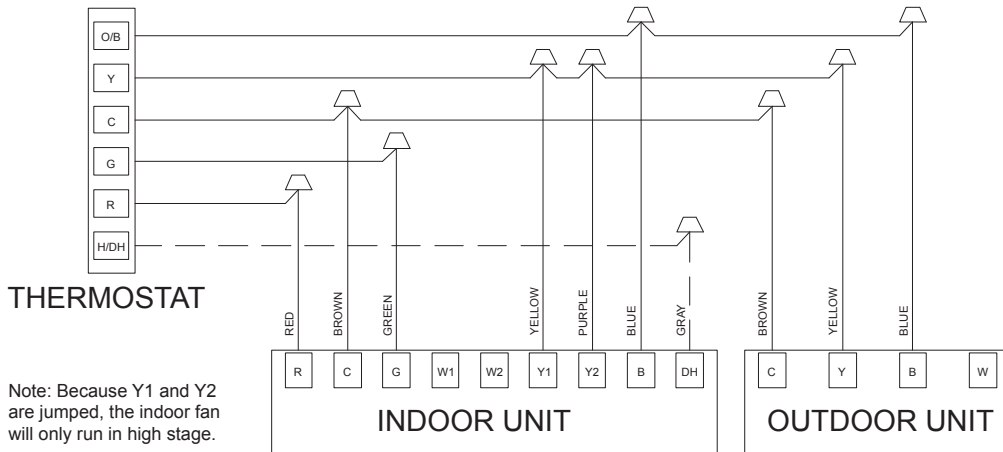 O/B
Y
C
G
R
H/DH
THERMOSTAT
RED
BROWN
GREEN
YELLOW
PURPLE
BLUE
GRAY
BROWN
YELLOW
BLUE
R C G W1 W2 Y1 Y2 B DH
C Y B W
Note: Because Y1 and Y2
are jumped, the indoor fan
will only run in high stage.
INDOOR UNIT
OUTDOOR UNIT